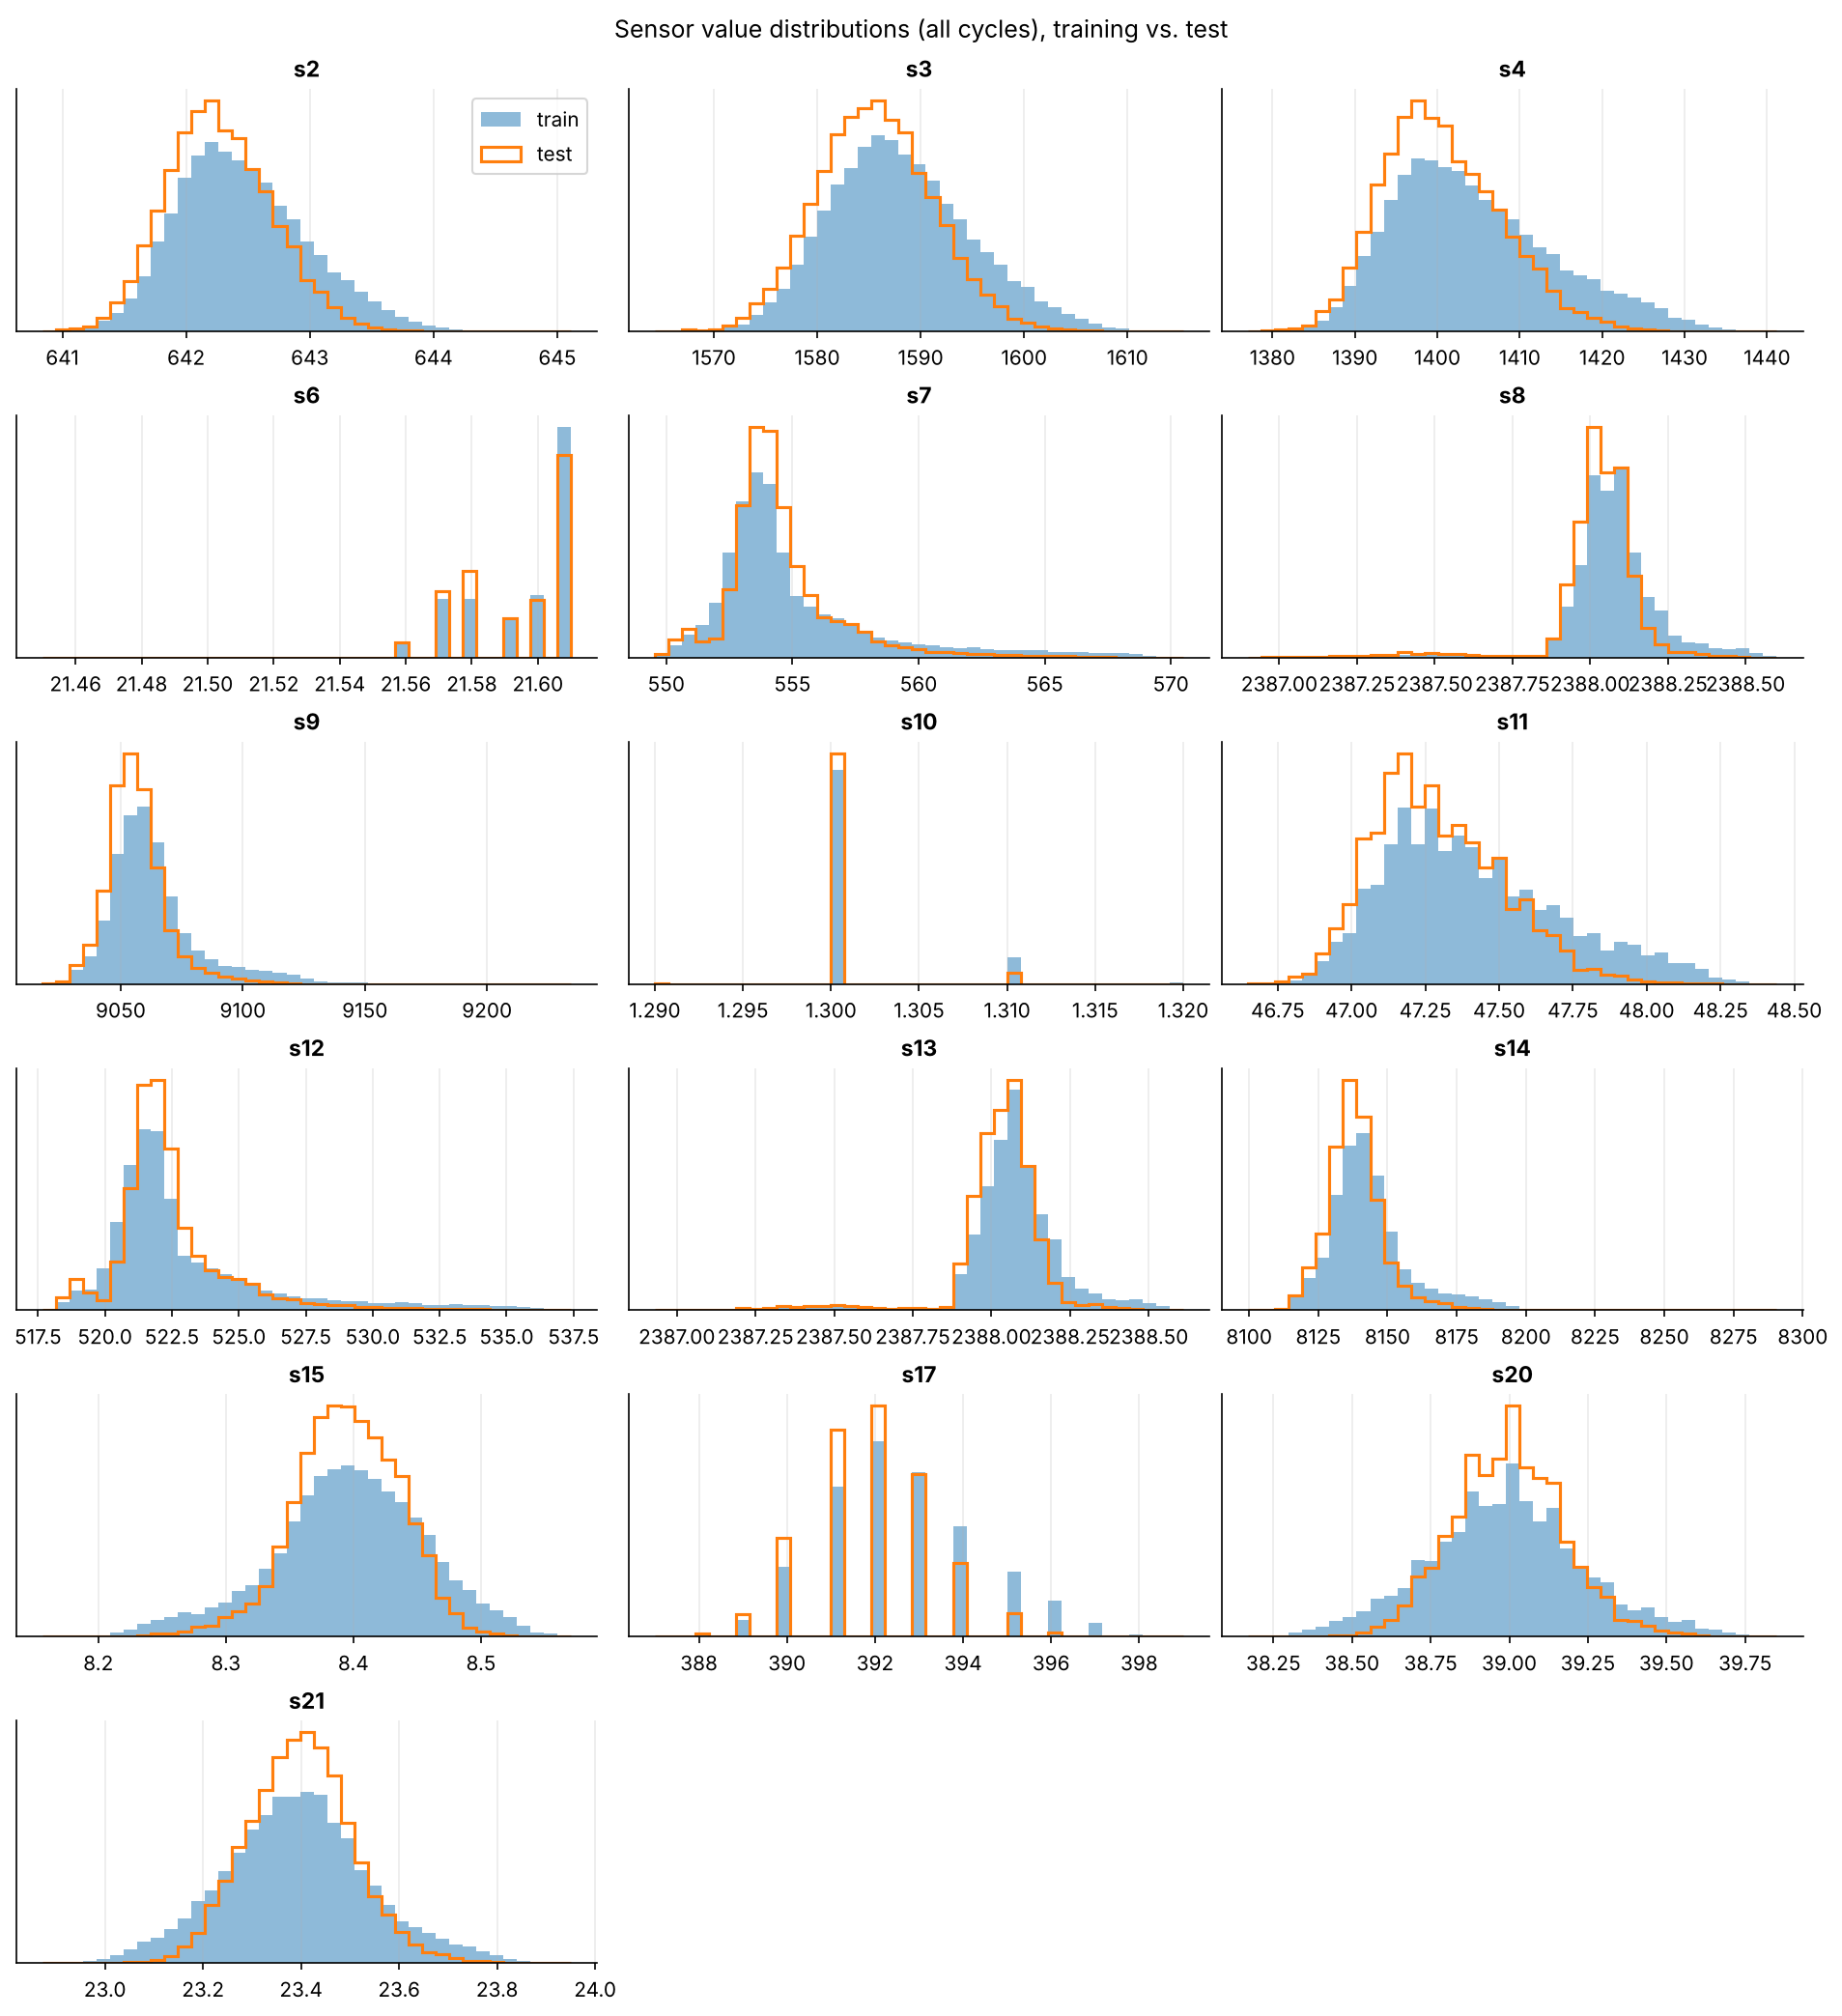 Sensor value distributions (all cycles), training vs. test
s2 s3 s4
train
test
641 642 643 644 645 1570 1580 1590 1600 1610 1380 1390 1400 1410 1420 1430 1440
s6 s7 s8
21.46 21.48 21.50 21.52 21.54 21.56 21.58 21.60 550 555 560 565 570 2387.00 2387.25 2387.50 2387.75 2388.00 2388.25 2388.50
s9 s10 s11
9050 9100 9150 9200 1.290 1.295 1.300 1.305 1.310 1.315 1.320 46.75 47.00 47.25 47.50 47.75 48.00 48.25 48.50
s12 s13 s14
517.5 520.0 522.5 525.0 527.5 530.0 532.5 535.0 537.5 2387.00 2387.25 2387.50 2387.75 2388.00 2388.25 2388.50 8100 8125 8150 8175 8200 8225 8250 8275 8300
s15 s17 s20
8.2 8.3 8.4 8.5 388 390 392 394 396 398 38.25 38.50 38.75 39.00 39.25 39.50 39.75
s21
23.0 23.2 23.4 23.6 23.8 24.0